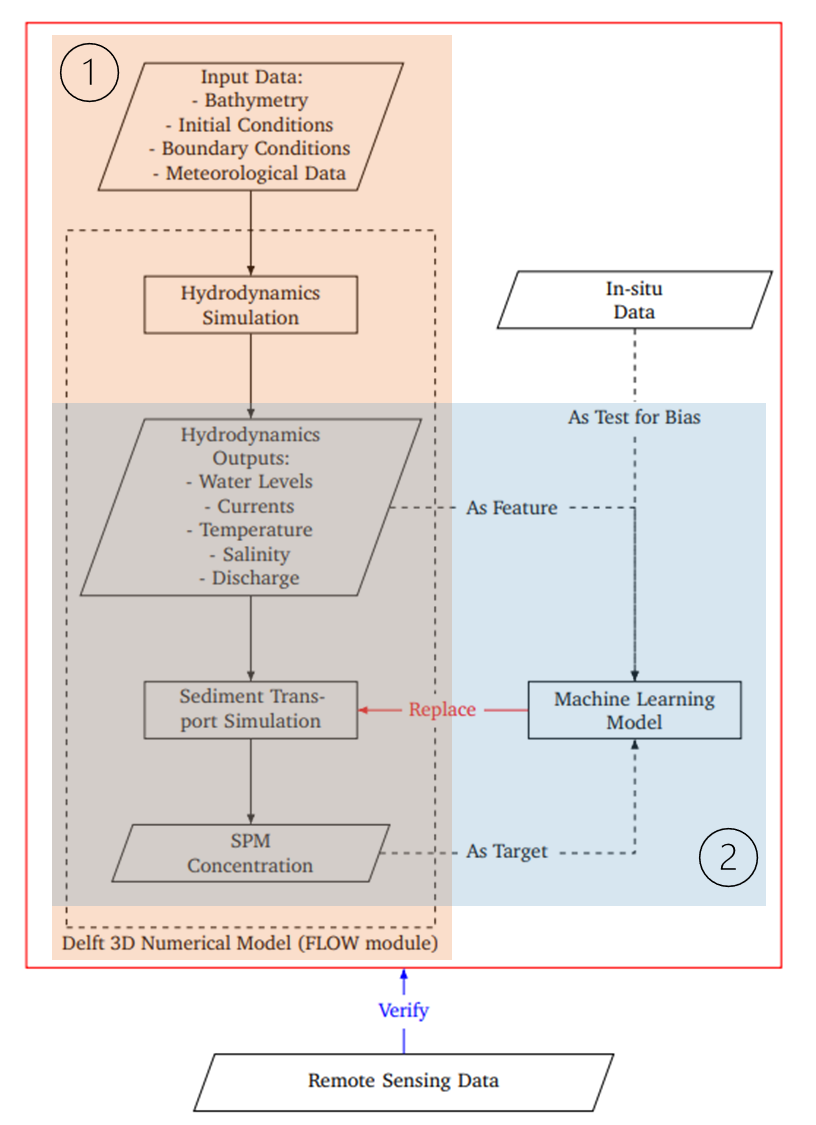 1
Input Data:
- Bathymetry
- Initial Conditions
- Boundary Conditions
- Meteorological Data
Hydrodynamics
Simulation
In-situ
Data
As Test for Bias
Hydrodynamics
Outputs:
- Water Levels
- Currents
- Temperature
- Salinity
- Discharge
As Feature
Sediment Trans-
port Simulation
Replace
Machine Learning
Model
SPM
Concentration
As Target
2
Delft 3D Numerical Model (FLOW module)
Verify
Remote Sensing Data